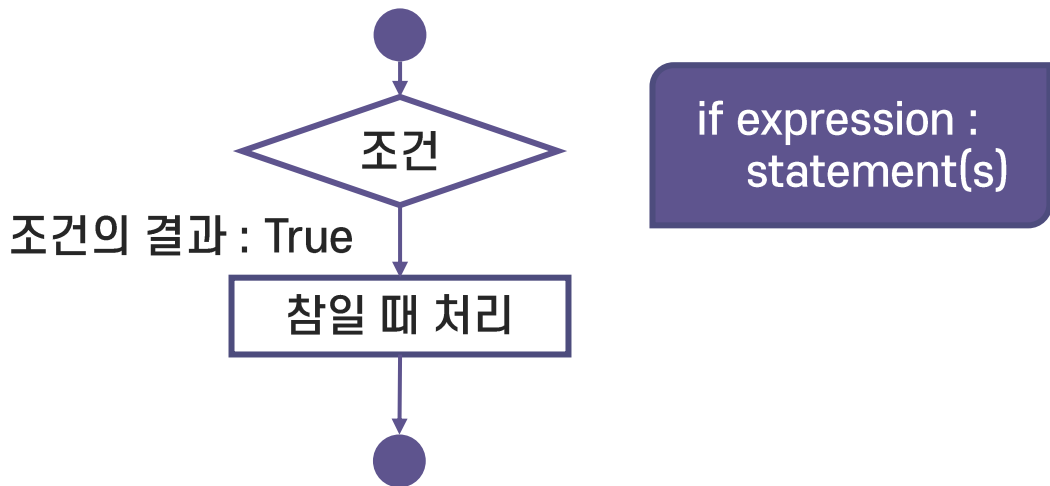 조건
조건의 결과 : True
참일 때 처리
if expression :
statement(s)